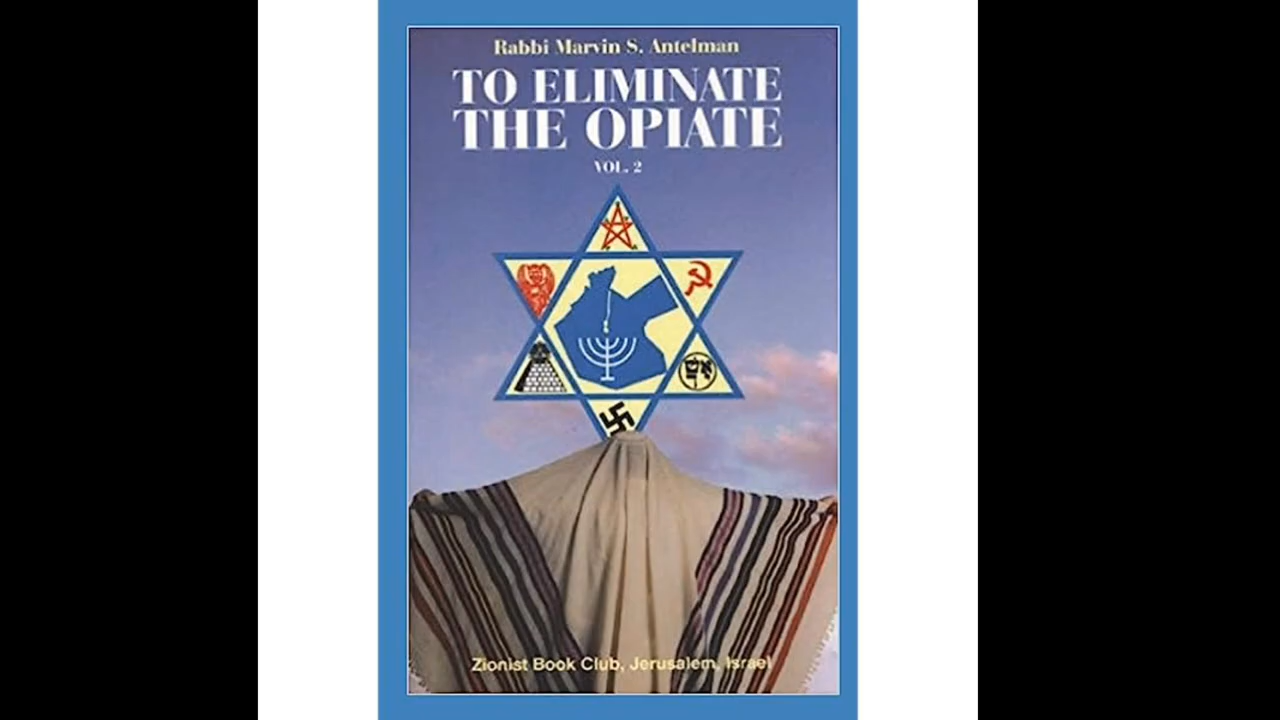 Rabbi Marvin S. Antelman
TO ELIMINATE
THE OPIATE
VOL. 2
Zionist Book Club, Jerusalem, Israel